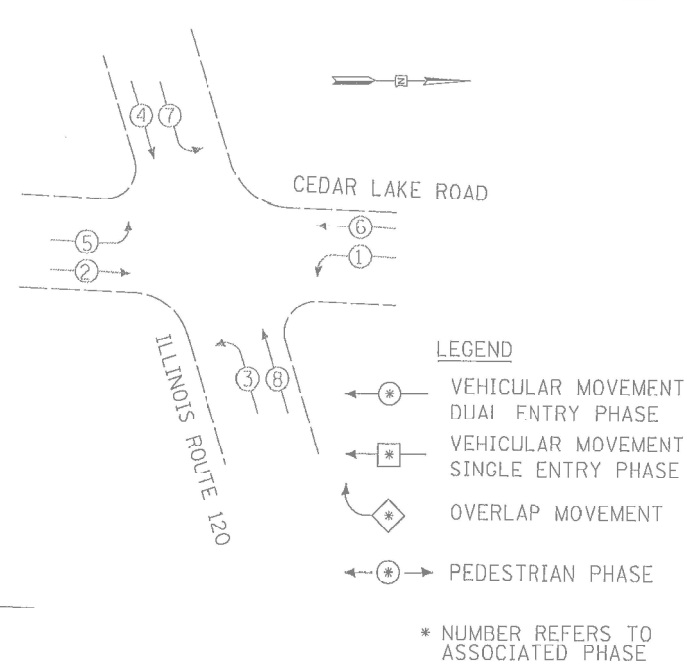 N
4 7
CEDAR LAKE ROAD
6
5
1
2
3 8
ILLINOIS ROUTE 120
LEGEND
* VEHICULAR MOVEMENT
DUAL ENTRY PHASE
* VEHICULAR MOVEMENT
SINGLE ENTRY PHASE
* OVERLAP MOVEMENT
* PEDESTRIAN PHASE
* NUMBER REFERS TO
ASSOCIATED PHASE